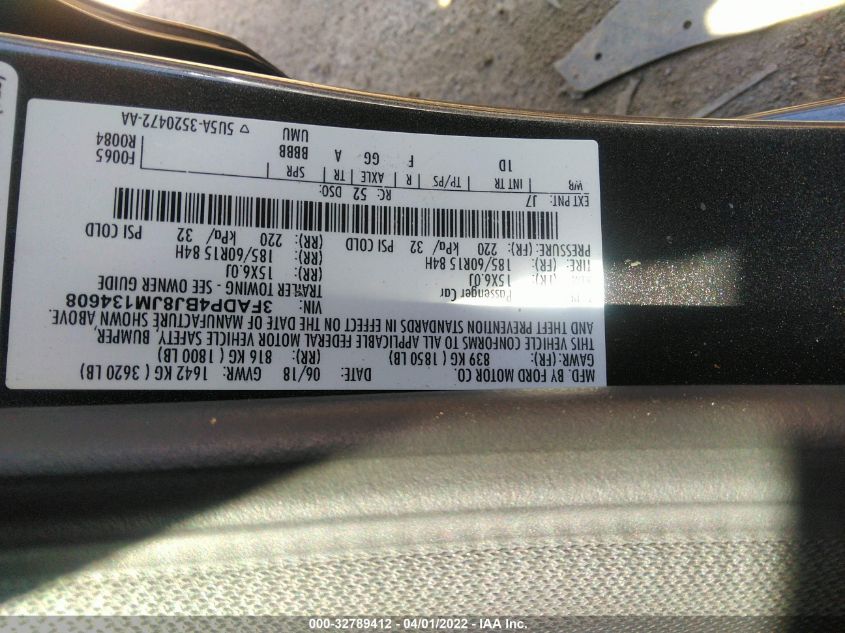 MFD. BY FORD MOTOR CO.
DATE: 06/18 GVWR: 1642 KG ( 3620 LB)
GAWR: (FR): 839 KG ( 1850 LB) (RR): 816 KG ( 1800 LB)
THIS VEHICLE CONFORMS TO ALL APPLICABLE FEDERAL MOTOR VEHICLE SAFETY, BUMPER,
AND THEFT PREVENTION STANDARDS IN EFFECT ON THE DATE OF MANUFACTURE SHOWN ABOVE.
VIN: 3FADP4BJ8JM134608
Passenger Car TRAILER TOWING - SEE OWNER GUIDE
(FR): 15X6.0J (RR): 15X6.0J
TIRE: (FR): 185/60R15 84H (RR): 185/60R15 84H
PRESSURE: (FR): 220 kPa/ 32 PSI COLD (RR): 220 kPa/ 32 PSI COLD
EXT PNT: J7 RC: 52 DSO:
WB INT TR TP/PS R AXLE TR SPR
1D F GG A BBBB UMU
F0065
R0084
▽ 5U5A-3520472-AA
000-32789412 - 04/01/2022 - IAA Inc.